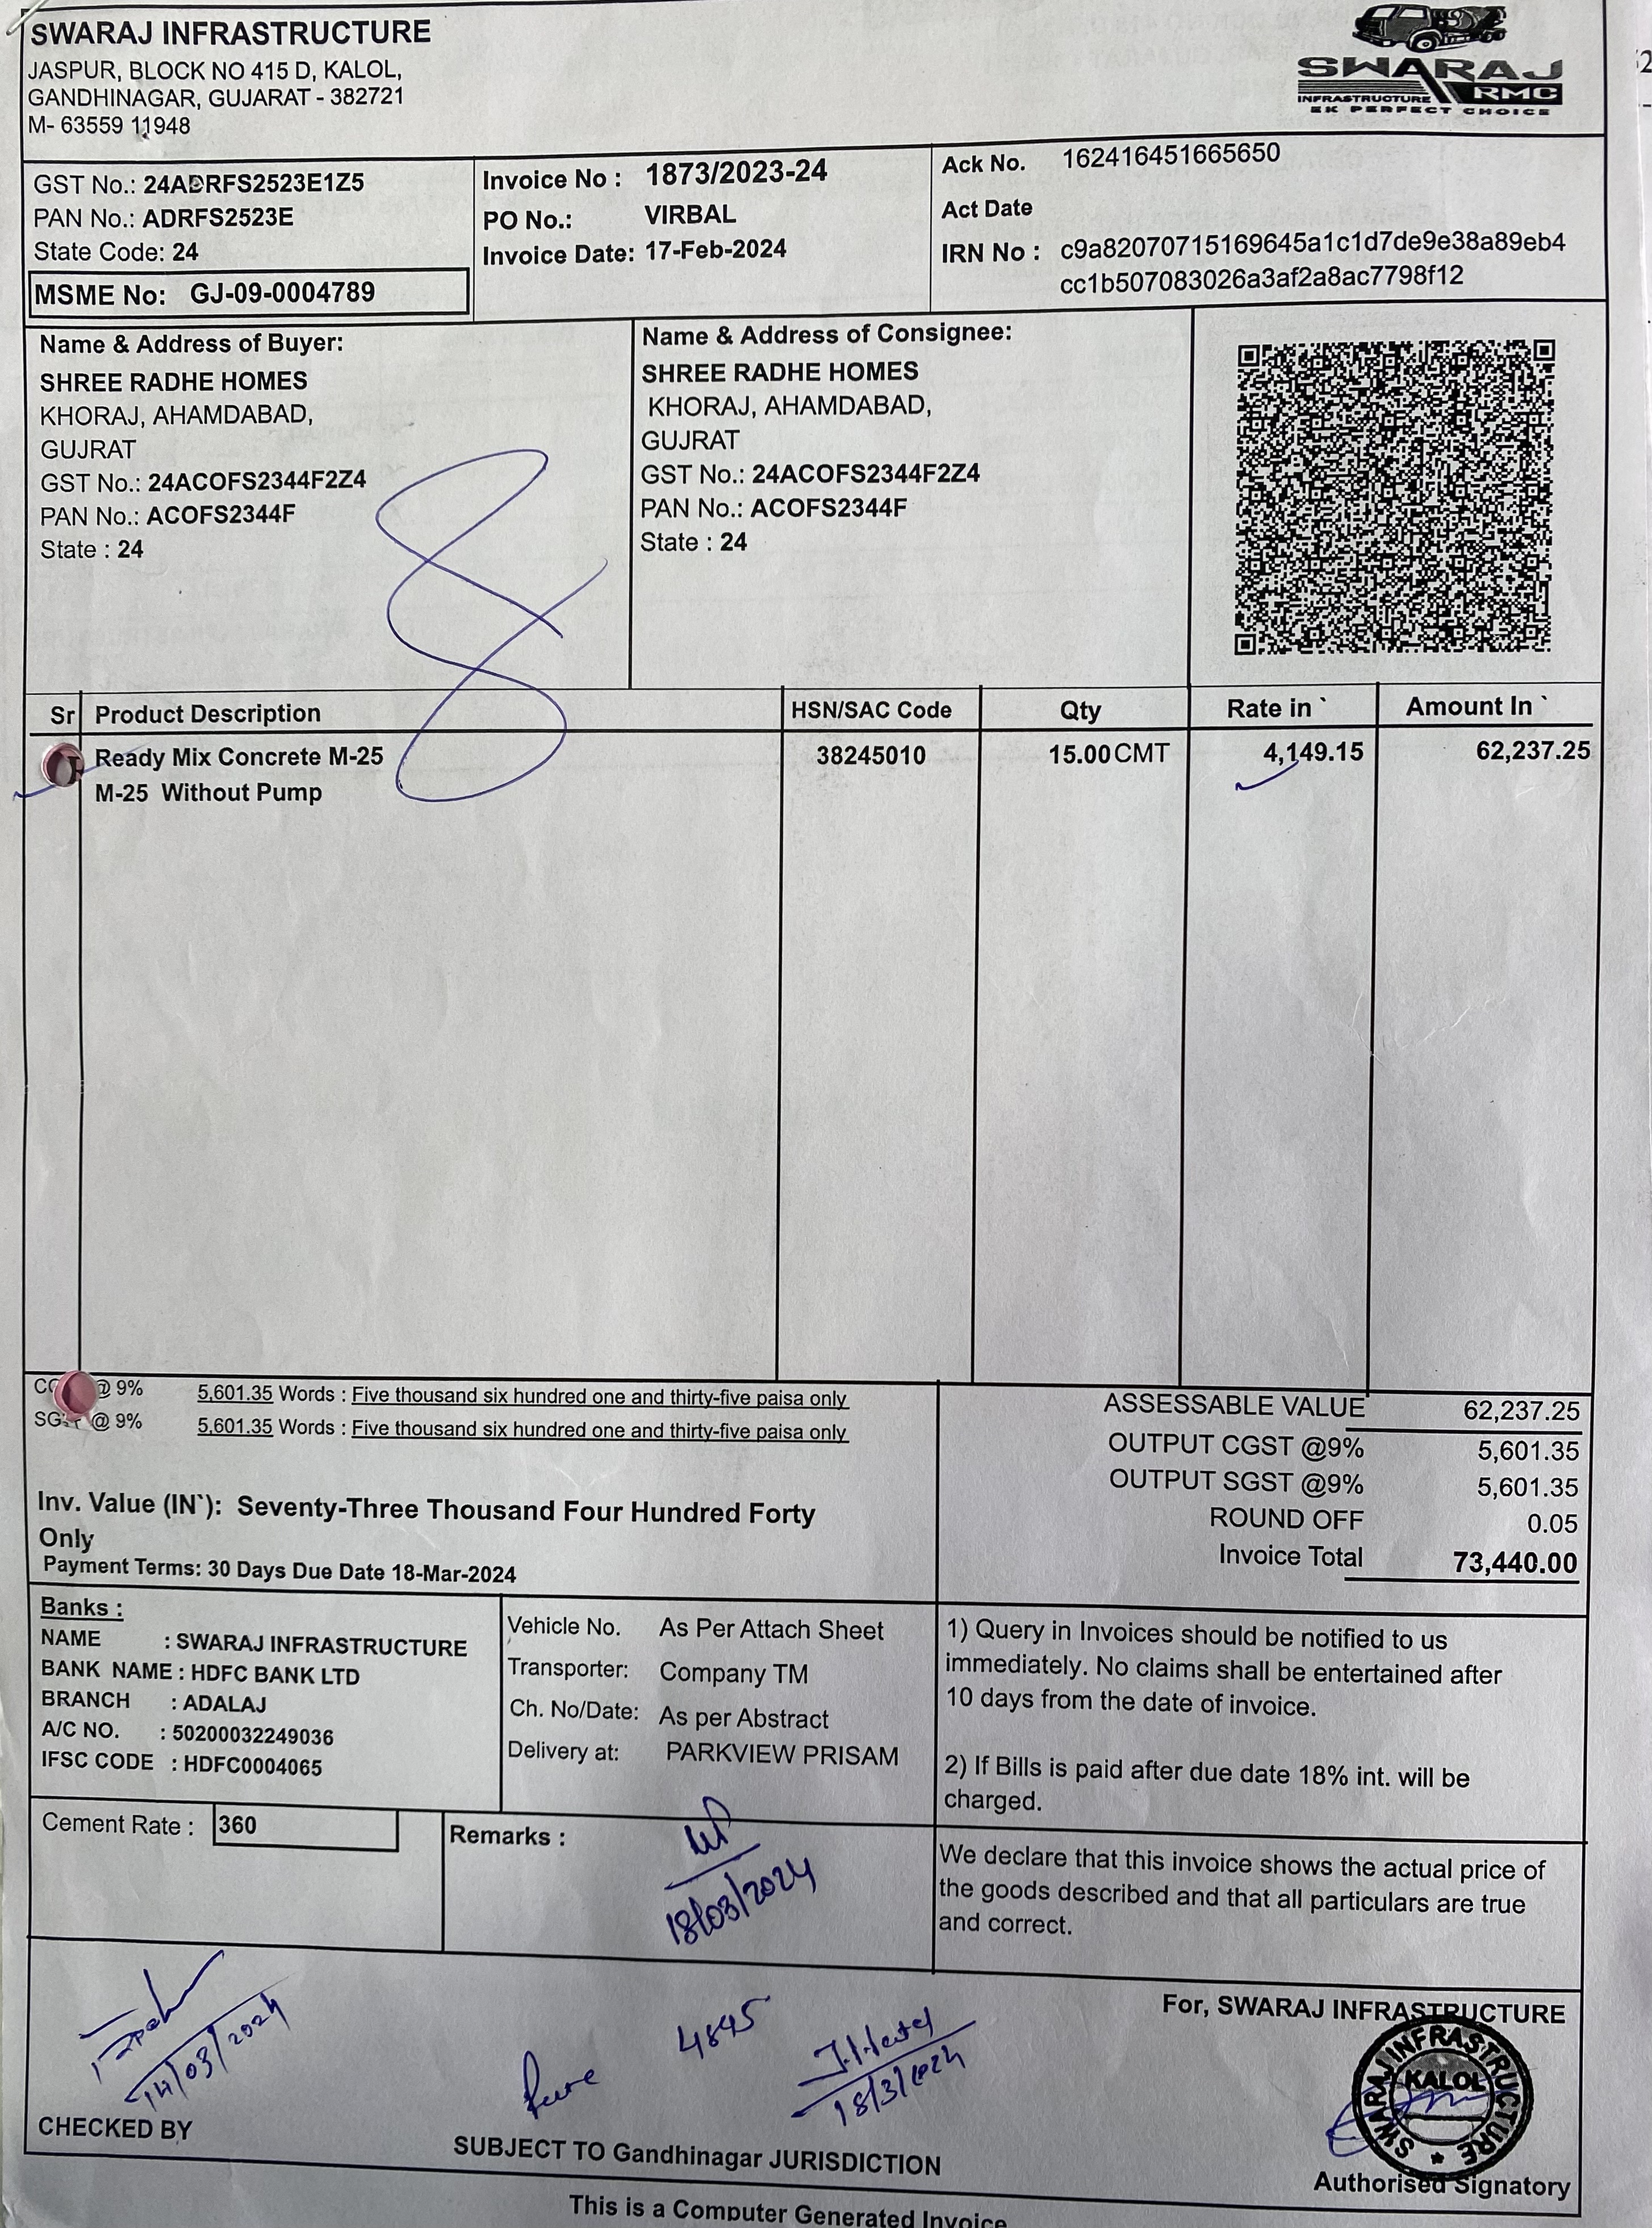 SWARAJ INFRASTRUCTURE
JASPUR, BLOCK NO 415 D, KALOL,
GANDHINAGAR, GUJARAT - 382721
M- 63559 11948
SWARAJ
INFRASTRUCTURE RMC
EK PERFECT CHOICE
GST No.: 24ADRFS2523E1Z5
PAN No.: ADRFS2523E
State Code: 24
MSME No: GJ-09-0004789
Invoice No : 1873/2023-24
PO No.: VIRBAL
Invoice Date: 17-Feb-2024
Ack No. 162416451665650
Act Date
IRN No : c9a82070715169645a1c1d7de9e38a89eb4
cc1b507083026a3af2a8ac7798f12
Name & Address of Buyer:
SHREE RADHE HOMES
KHORAJ, AHAMDABAD,
GUJRAT
GST No.: 24ACOFS2344F2Z4
PAN No.: ACOFS2344F
State : 24
Name & Address of Consignee:
SHREE RADHE HOMES
KHORAJ, AHAMDABAD,
GUJRAT
GST No.: 24ACOFS2344F2Z4
PAN No.: ACOFS2344F
State : 24
Sr Product Description HSN/SAC Code Qty Rate in ` Amount In `
Ready Mix Concrete M-25 38245010 15.00 CMT 4,149.15 62,237.25
M-25 Without Pump
@ 9% 5,601.35 Words : Five thousand six hundred one and thirty-five paisa only
@ 9% 5,601.35 Words : Five thousand six hundred one and thirty-five paisa only
Inv. Value (IN`): Seventy-Three Thousand Four Hundred Forty
Only
Payment Terms: 30 Days Due Date 18-Mar-2024
ASSESSABLE VALUE 62,237.25
OUTPUT CGST @9% 5,601.35
OUTPUT SGST @9% 5,601.35
ROUND OFF 0.05
Invoice Total 73,440.00
Banks :
NAME : SWARAJ INFRASTRUCTURE
BANK NAME : HDFC BANK LTD
BRANCH : ADALAJ
A/C NO. : 50200032249036
IFSC CODE : HDFC0004065
Vehicle No. As Per Attach Sheet
Transporter: Company TM
Ch. No/Date: As per Abstract
Delivery at: PARKVIEW PRISAM
1) Query in Invoices should be notified to us
immediately. No claims shall be entertained after
10 days from the date of invoice.
2) If Bills is paid after due date 18% int. will be
charged.
Cement Rate : 360
Remarks :
18/03/2024
We declare that this invoice shows the actual price of
the goods described and that all particulars are true
and correct.
14/03/2024
4845
18/3/2024
For, SWARAJ INFRASTRUCTURE
SWARAJ INFRASTRUCTURE
KALOL
CHECKED BY
SUBJECT TO Gandhinagar JURISDICTION
Authorised Signatory
This is a Computer Generated Invoice